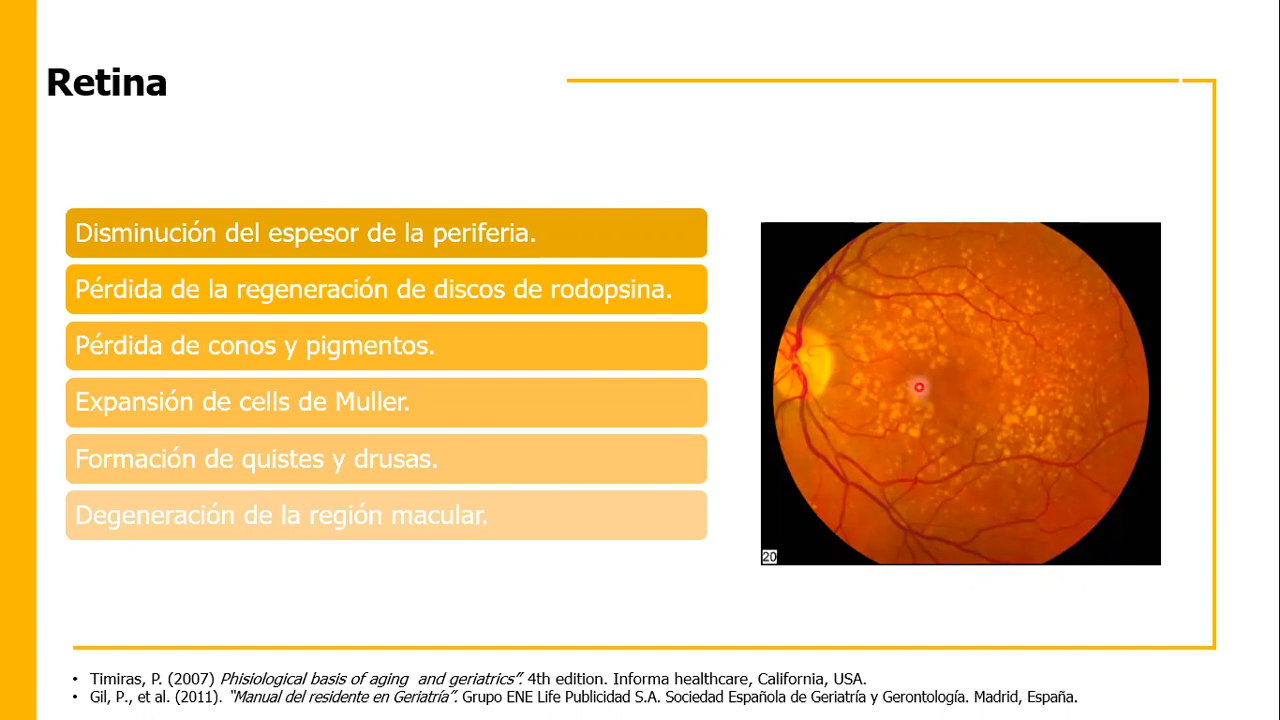 Retina
Disminución del espesor de la periferia.
Pérdida de la regeneración de discos de rodopsina.
Pérdida de conos y pigmentos.
Expansión de cells de Muller.
Formación de quistes y drusas.
Degeneración de la región macular.
20
• Timiras, P. (2007) Phisiological basis of aging and geriatrics”. 4th edition. Informa healthcare, California, USA.
• Gil, P., et al. (2011). “Manual del residente en Geriatría”. Grupo ENE Life Publicidad S.A. Sociedad Española de Geriatría y Gerontología. Madrid, España.